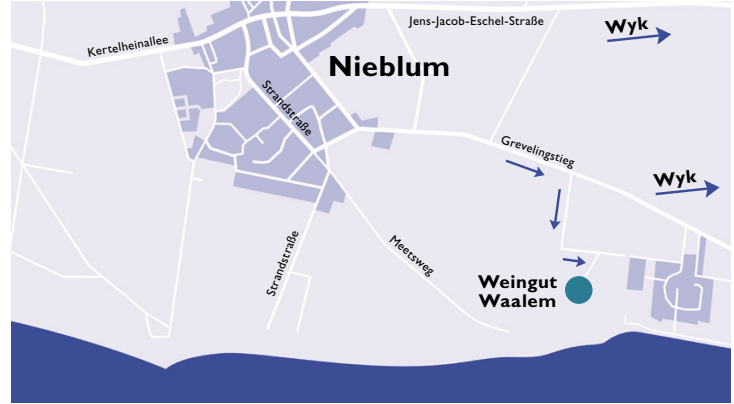 Jens-Jacob-Eschel-Straße
Wyk
Kertelheinallee
Nieblum
Strandstraße
Grevelingstieg
Wyk
Strandstraße
Meetsweg
Weingut
Waalem